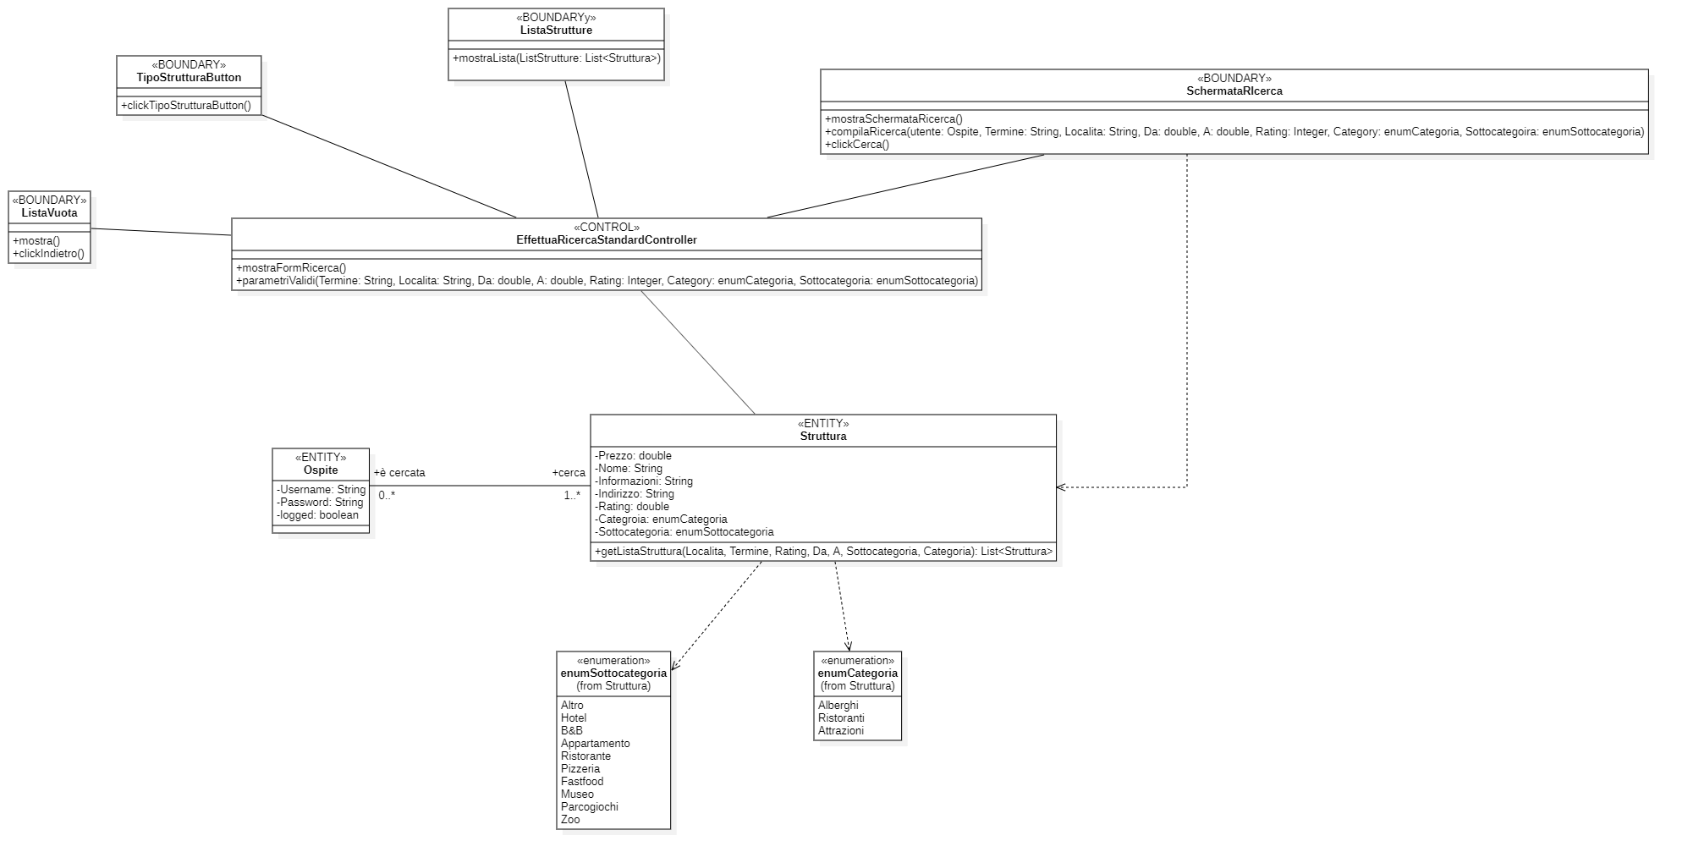 «BOUNDARYy»
ListaStrutture
+mostraLista(ListStrutture: List<Struttura>)
«BOUNDARY»
TipoStrutturaButton
+clickTipoStrutturaButton()
«BOUNDARY»
SchermataRIcerca
+mostraSchermataRicerca()
+compilaRicerca(utente: Ospite, Termine: String, Localita: String, Da: double, A: double, Rating: Integer, Category: enumCategoria, Sottocategoira: enumSottocategoria)
+clickCerca()
«BOUNDARY»
ListaVuota
+mostra()
+clickIndietro()
«CONTROL»
EffettuaRicercaStandardController
+mostraFormRicerca()
+parametriValidi(Termine: String, Localita: String, Da: double, A: double, Rating: Integer, Category: enumCategoria, Sottocategoria: enumSottocategoria)
«ENTITY»
Ospite
-Username: String
-Password: String
-logged: boolean
+è cercata
0..*
+cerca
1..*
«ENTITY»
Struttura
-Prezzo: double
-Nome: String
-Informazioni: String
-Indirizzo: String
-Rating: double
-Categroia: enumCategoria
-Sottocategoria: enumSottocategoria
+getListaStruttura(Localita, Termine, Rating, Da, A, Sottocategoria, Categoria): List<Struttura>
«enumeration»
enumSottocategoria
(from Struttura)
Altro
Hotel
B&B
Appartamento
Ristorante
Pizzeria
Fastfood
Museo
Parcogiochi
Zoo
«enumeration»
enumCategoria
(from Struttura)
Alberghi
Ristoranti
Attrazioni